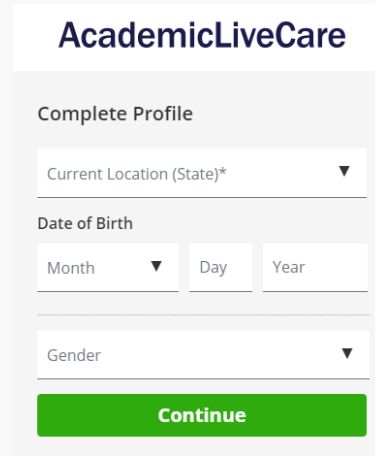 AcademicLiveCare
Complete Profile
Current Location (State)*
Date of Birth
Month Day Year
Gender
Continue